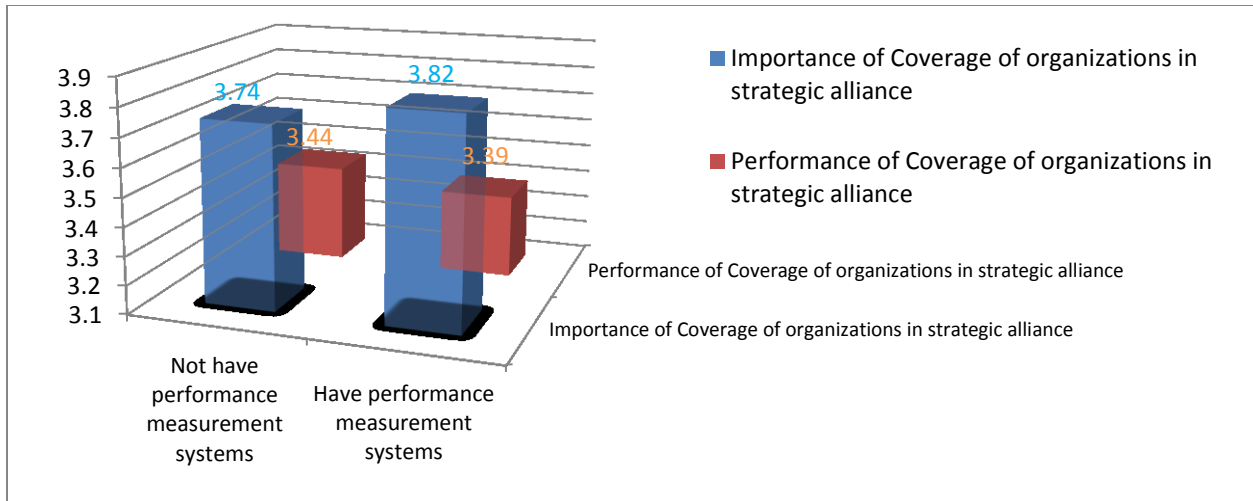 3.9
3.8
3.7
3.6
3.5
3.4
3.3
3.2
3.1
3.74
3.44
3.82
3.39
Not have
performance
measurement
systems
Have performance
measurement
systems
Performance of Coverage of organizations in strategic alliance
Importance of Coverage of organizations in strategic alliance
Importance of Coverage of organizations in
strategic alliance
Performance of Coverage of organizations in
strategic alliance